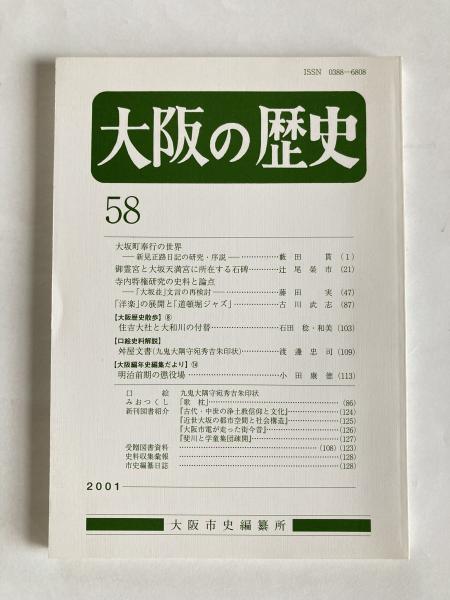 ISSN 0388-6808
大阪の歴史
58
大坂町奉行の世界
――新見正路日記の研究・序説――……………藪田 貫(1)
御霊宮と大坂天満宮に所在する石碑…………辻尾榮市(21)
寺内特権研究の史料と論点
――「大坂並」文言の再検討――………………藤田 実(47)
「洋楽」の展開と「道頓堀ジャズ」……………古川武志(87)
【大阪歴史散歩】⑧
住吉大社と大和川の付替………………石田 稔・和美(103)
【口絵史料解説】
舛屋文書(九鬼大隅守宛秀吉朱印状)………渡邊忠司(109)
【大阪編年史編集だより】⑭
明治前期の懲役場………………………小田康徳(113)
口絵 九鬼大隅守宛秀吉朱印状
みおつくし 「歌枕」……………………………………(86)
新刊図書紹介 『古代・中世の浄土教信仰と文化』…………(124)
『近世大坂の都市空間と社会構造』…………(125)
『大阪市電が走った街今昔』…………………(126)
『斐川と学童集団疎開』………………………(127)
受贈図書資料……………………………………(108)(123)
史料収集彙報……………………………………………(128)
市史編纂日誌……………………………………………(128)
2001
大阪市史編纂所